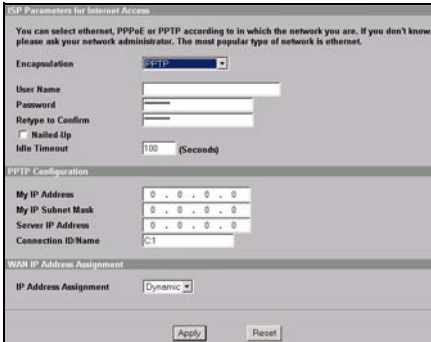 ISP Parameters for Internet Access
You can select ethernet, PPPoE or PPTP according to in which the network you are. If you don't know,
please ask your network administrator. The most popular type of network is ethernet.
Encapsulation PPTP
User Name
Password ********
Retype to Confirm ********
Nailed-Up
Idle Timeout 100 (Seconds)
PPTP Configuration
My IP Address 0 . 0 . 0 . 0
My IP Subnet Mask 0 . 0 . 0 . 0
Server IP Address 0 . 0 . 0 . 0
Connection ID/Name C:1
WAN IP Address Assignment
IP Address Assignment Dynamic
Apply Reset